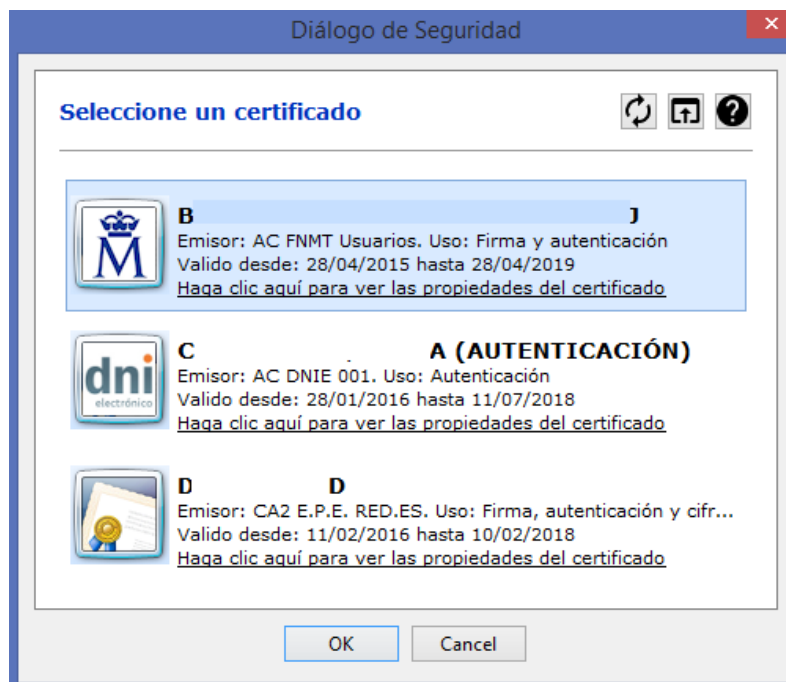 Diálogo de Seguridad
Seleccione un certificado
B J
M
Emisor: AC FNMT Usuarios. Uso: Firma y autenticación
Valido desde: 28/04/2015 hasta 28/04/2019
Haga clic aquí para ver las propiedades del certificado
C A (AUTENTICACIÓN)
dni
electrónico
Emisor: AC DNIE 001. Uso: Autenticación
Valido desde: 28/01/2016 hasta 11/07/2018
Haga clic aquí para ver las propiedades del certificado
D D
Emisor: CA2 E.P.E. RED.ES. Uso: Firma, autenticación y cifr...
Valido desde: 11/02/2016 hasta 10/02/2018
Haga clic aquí para ver las propiedades del certificado
OK Cancel